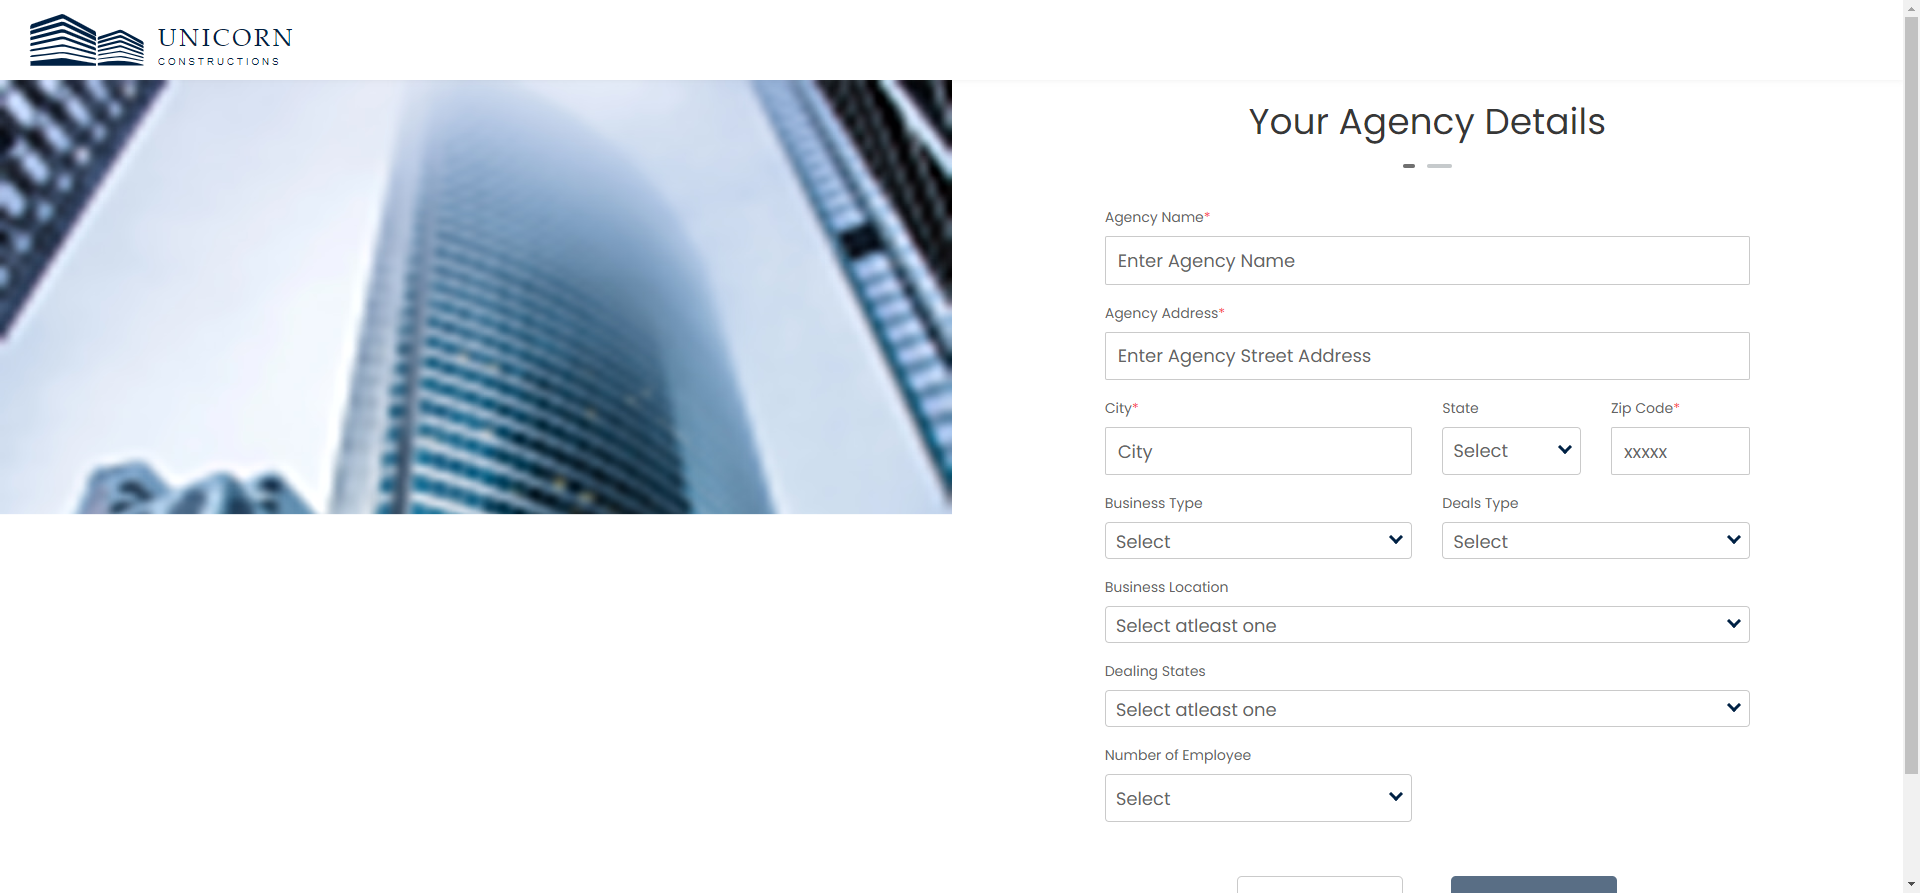 UNICORN
CONSTRUCTIONS
Your Agency Details
Agency Name*
Enter Agency Name
Agency Address*
Enter Agency Street Address
City* State Zip Code*
City Select xxxxx
Business Type Deals Type
Select Select
Business Location
Select atleast one
Dealing States
Select atleast one
Number of Employee
Select